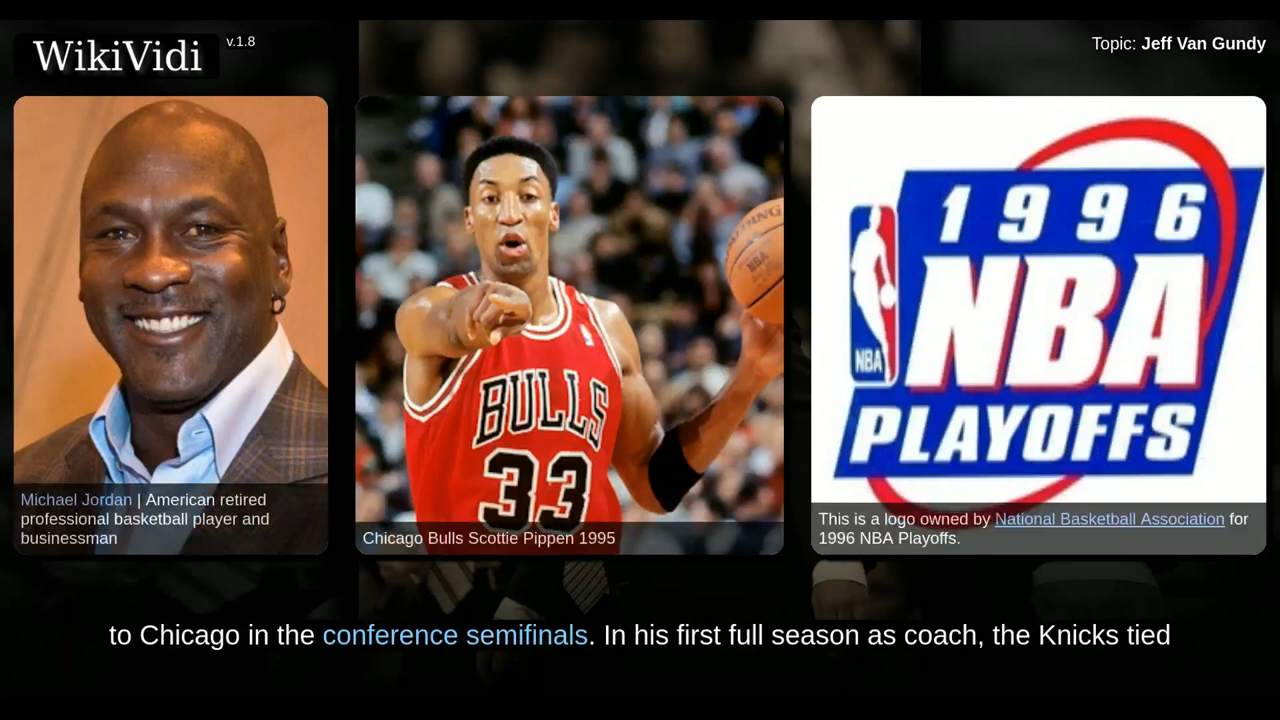 WikiVidi
v.1.8
Topic: Jeff Van Gundy
Michael Jordan | American retired
professional basketball player and
businessman
BULLS
33
SPALDING
NBA
Chicago Bulls Scottie Pippen 1995
1996
NBA
NBA
PLAYOFFS
This is a logo owned by National Basketball Association for
1996 NBA Playoffs.
to Chicago in the conference semifinals. In his first full season as coach, the Knicks tied